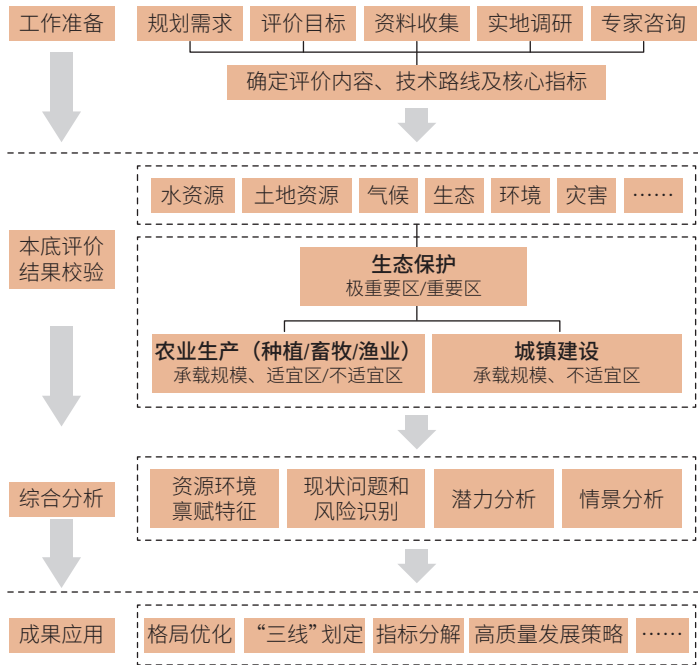 工作准备
规划需求
评价目标
资料收集
实地调研
专家咨询
确定评价内容、技术路线及核心指标
本底评价
结果校验
水资源
土地资源
气候
生态
环境
灾害
……
生态保护
极重要区/重要区
农业生产（种植/畜牧/渔业）
承载规模、适宜区/不适宜区
城镇建设
承载规模、不适宜区
综合分析
资源环境
禀赋特征
现状问题和
风险识别
潜力分析
情景分析
成果应用
格局优化
“三线”划定
指标分解
高质量发展策略
……